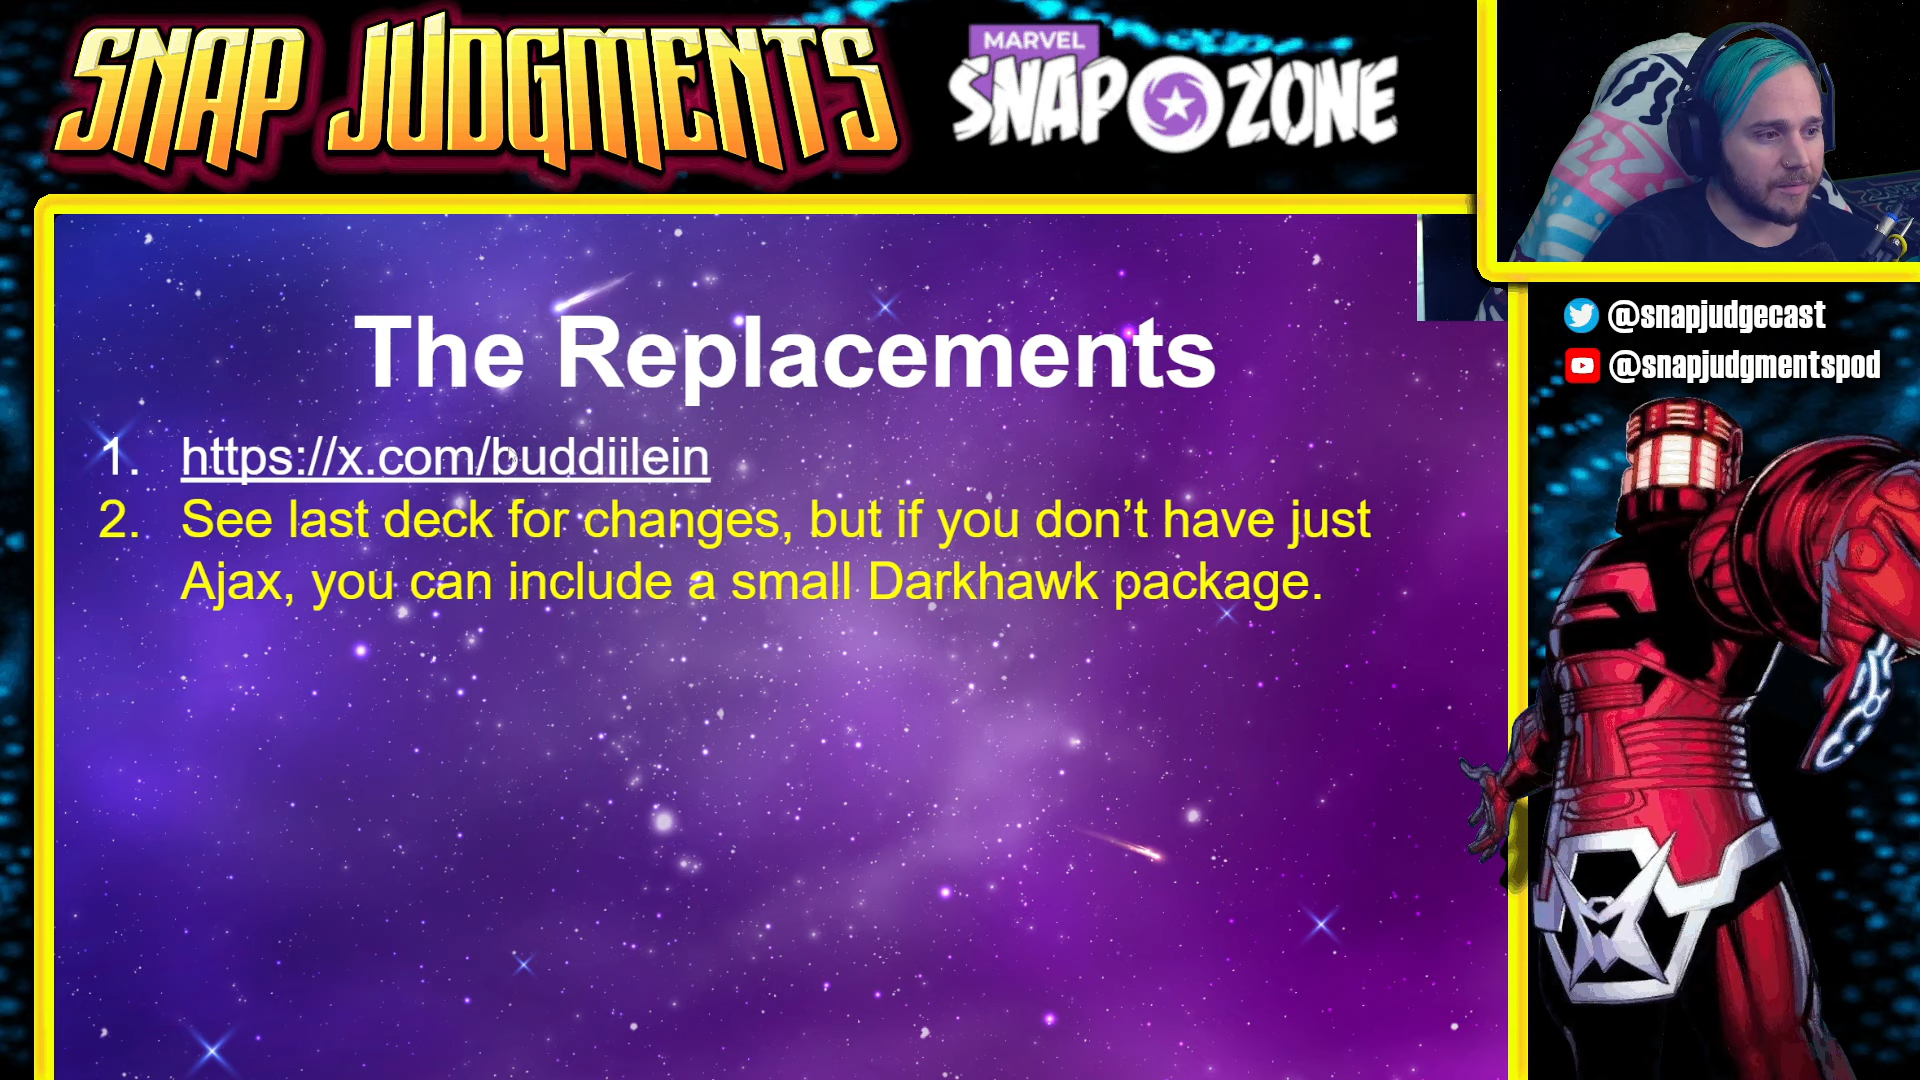 SNAP JUDGMENTS
MARVEL
SNAP ZONE
@snapjudgecast
@snapjudgmentspod
The Replacements
1. https://x.com/buddiilein
2. See last deck for changes, but if you don’t have just
Ajax, you can include a small Darkhawk package.